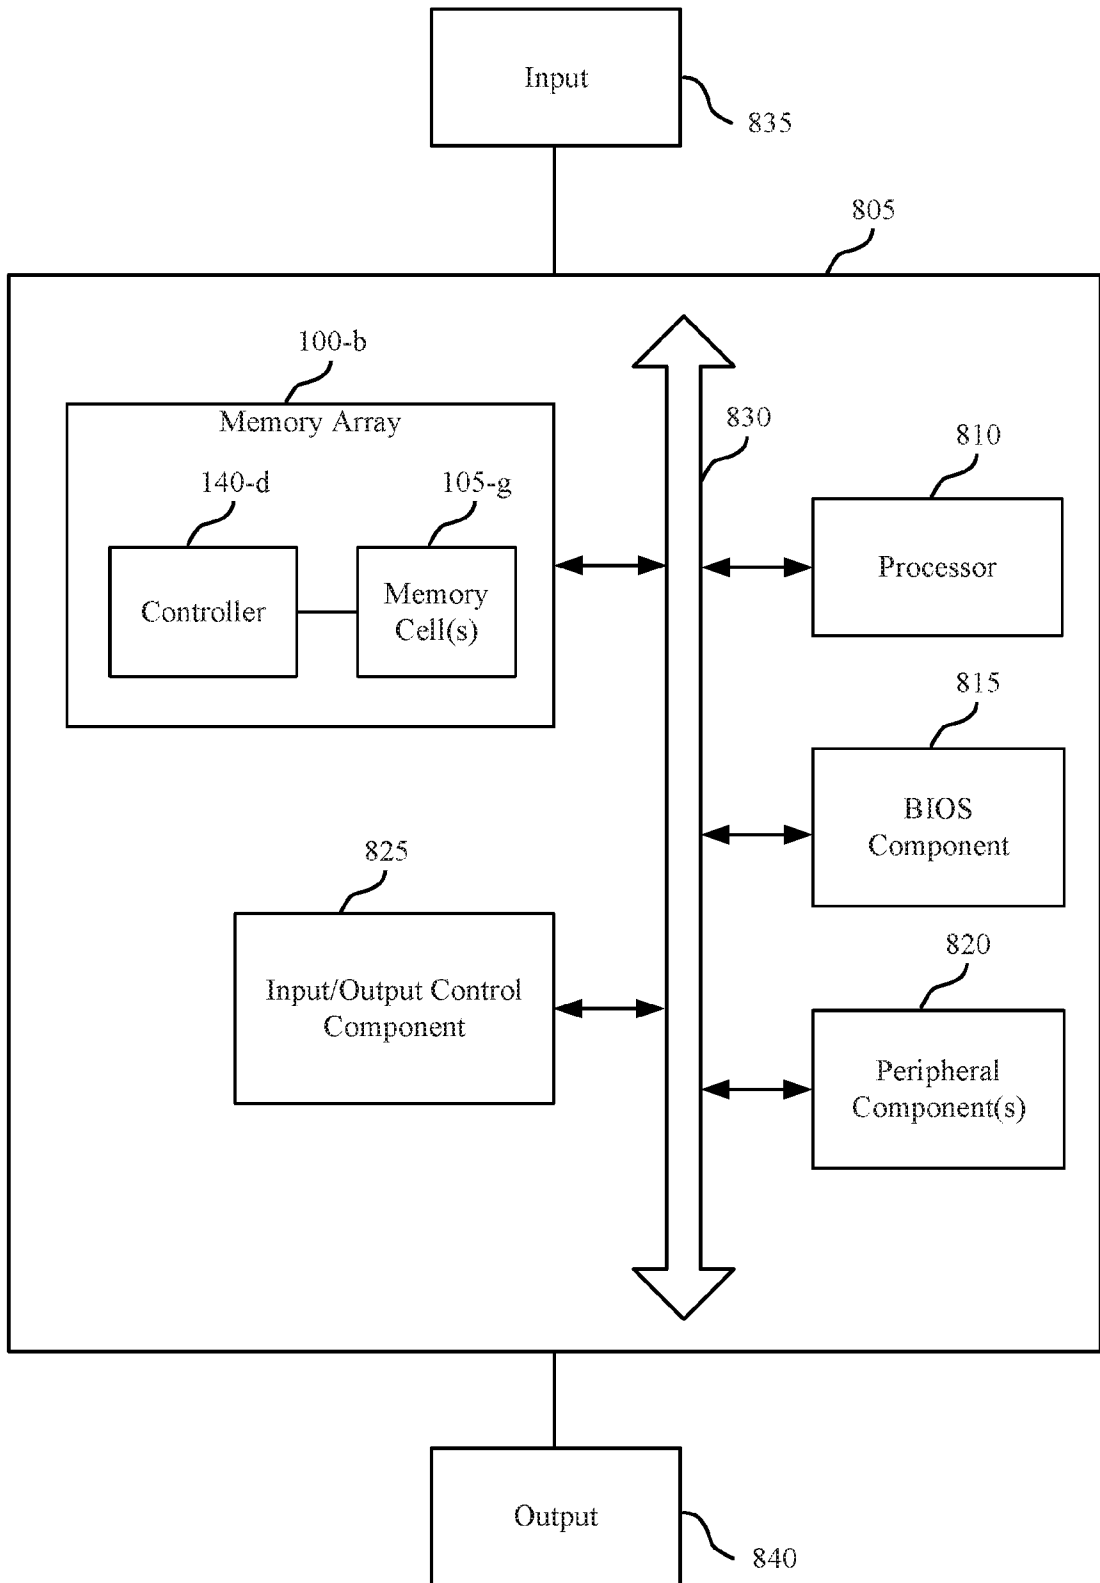 Input
835
805
100-b
Memory Array
830
810
140-d
105-g
Controller
Memory
Cell(s)
Processor
815
BIOS
Component
825
Input/Output Control
Component
820
Peripheral
Component(s)
Output
840